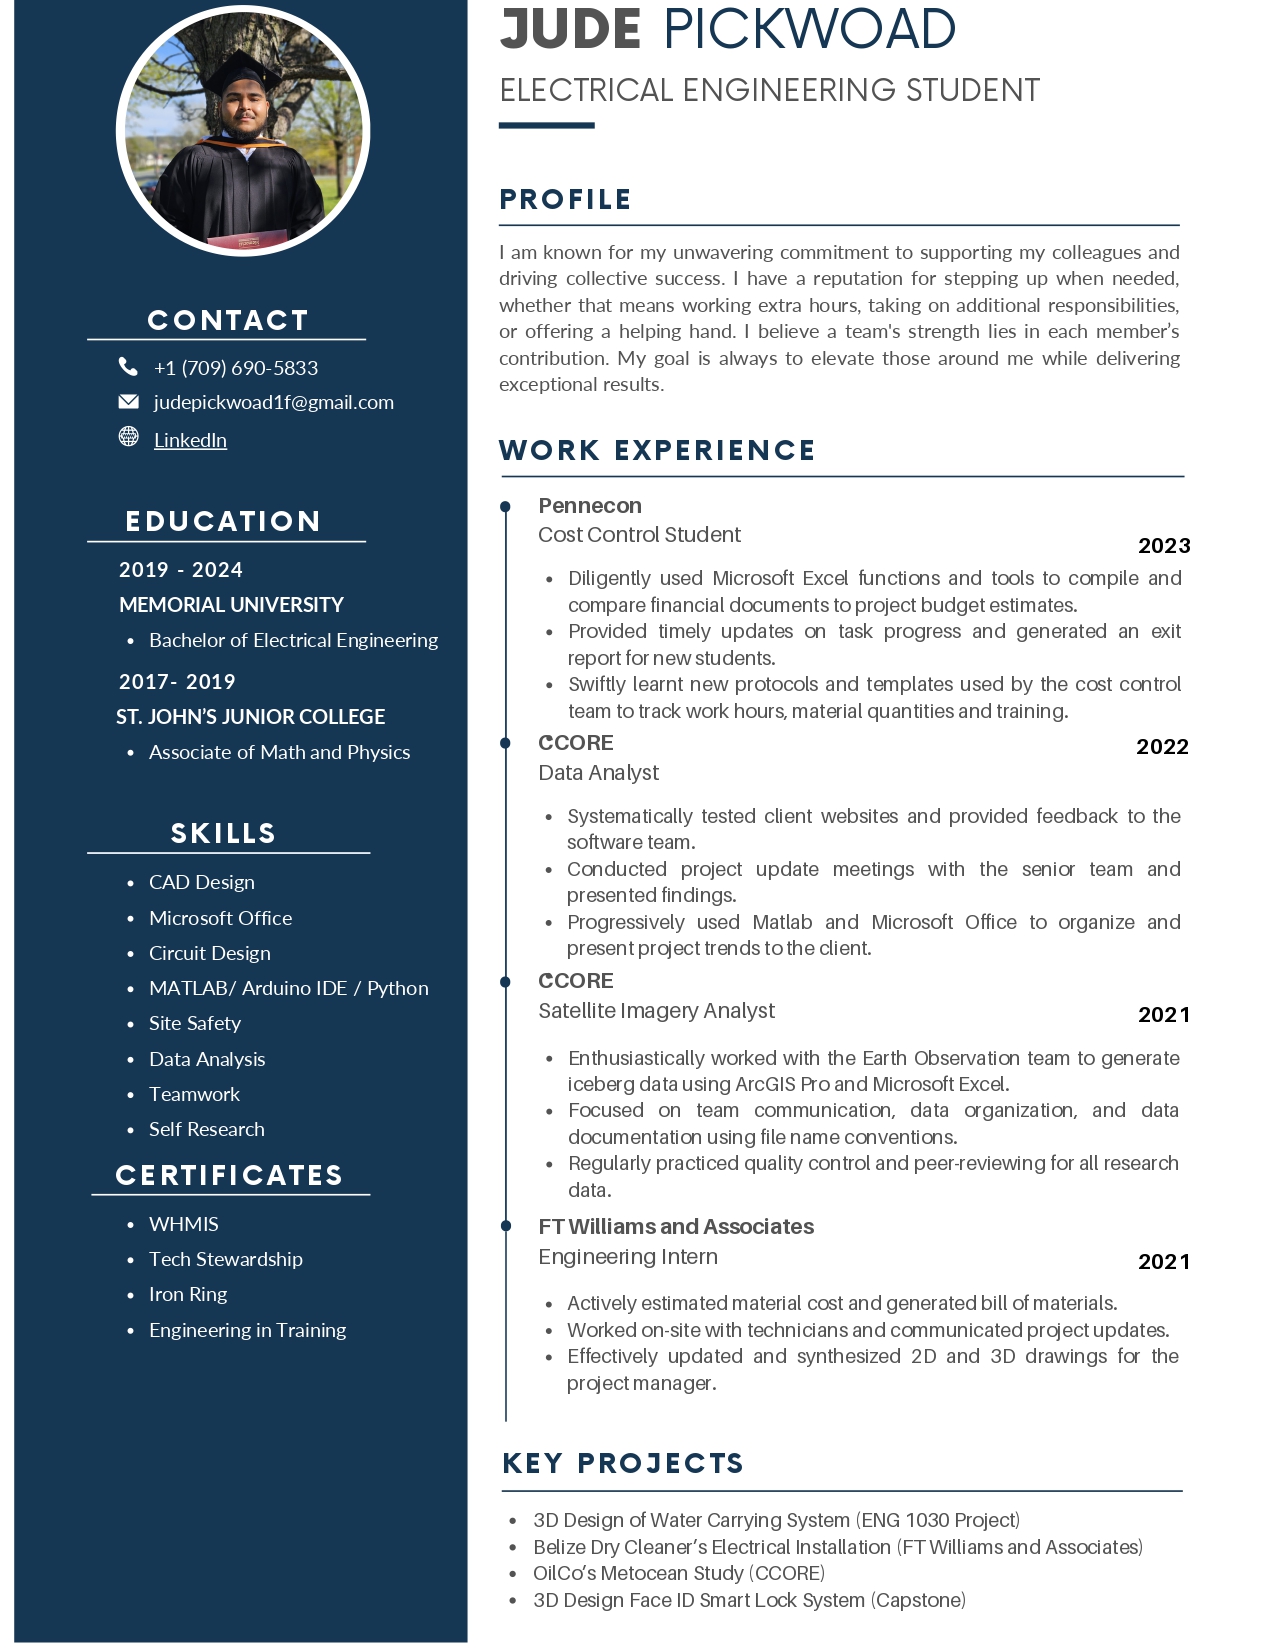 JUDE PICKWOAD
ELECTRICAL ENGINEERING STUDENT
CONTACT
+1 (709) 690-5833
judepickwoad1f@gmail.com
LinkedIn
EDUCATION
2019 - 2024
MEMORIAL UNIVERSITY
• Bachelor of Electrical Engineering
2017- 2019
ST. JOHN’S JUNIOR COLLEGE
• Associate of Math and Physics
SKILLS
• CAD Design
• Microsoft Office
• Circuit Design
• MATLAB/ Arduino IDE / Python
• Site Safety
• Data Analysis
• Teamwork
• Self Research
CERTIFICATES
• WHMIS
• Tech Stewardship
• Iron Ring
• Engineering in Training
PROFILE
I am known for my unwavering commitment to supporting my colleagues and
driving collective success. I have a reputation for stepping up when needed,
whether that means working extra hours, taking on additional responsibilities,
or offering a helping hand. I believe a team's strength lies in each member’s
contribution. My goal is always to elevate those around me while delivering
exceptional results.
WORK EXPERIENCE
Pennecon
Cost Control Student
2023
• Diligently used Microsoft Excel functions and tools to compile and
compare financial documents to project budget estimates.
• Provided timely updates on task progress and generated an exit
report for new students.
• Swiftly learnt new protocols and templates used by the cost control
team to track work hours, material quantities and training.
CCORE
2022
Data Analyst
• Systematically tested client websites and provided feedback to the
software team.
• Conducted project update meetings with the senior team and
presented findings.
• Progressively used Matlab and Microsoft Office to organize and
present project trends to the client.
CCORE
Satellite Imagery Analyst
2021
• Enthusiastically worked with the Earth Observation team to generate
iceberg data using ArcGIS Pro and Microsoft Excel.
• Focused on team communication, data organization, and data
documentation using file name conventions.
• Regularly practiced quality control and peer-reviewing for all research
data.
FT Williams and Associates
Engineering Intern
2021
• Actively estimated material cost and generated bill of materials.
• Worked on-site with technicians and communicated project updates.
• Effectively updated and synthesized 2D and 3D drawings for the
project manager.
KEY PROJECTS
• 3D Design of Water Carrying System (ENG 1030 Project)
• Belize Dry Cleaner’s Electrical Installation (FT Williams and Associates)
• OilCo’s Metocean Study (CCORE)
• 3D Design Face ID Smart Lock System (Capstone)